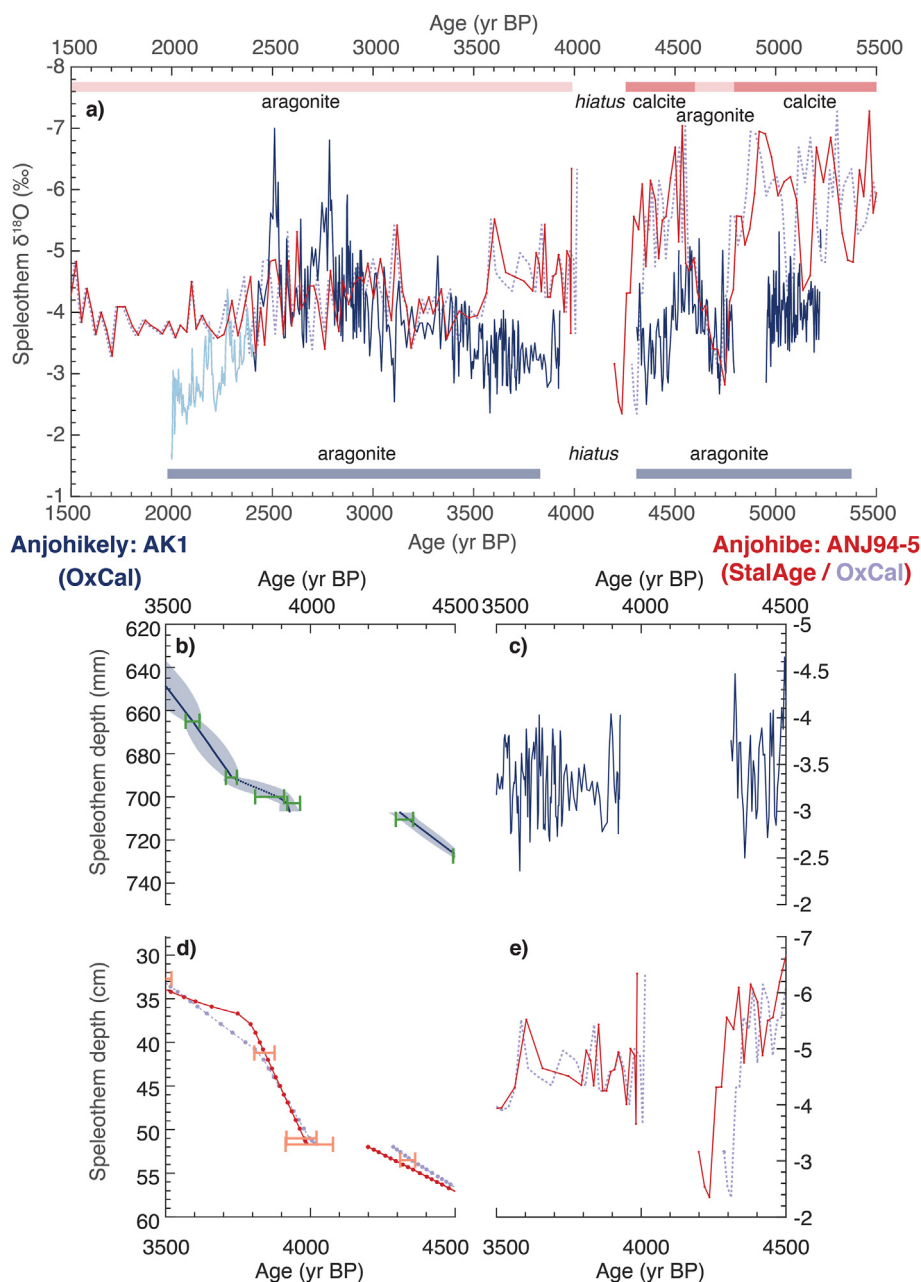 Age (yr BP)
1500 2000 2500 3000 3500 4000 4500 5000 5500
-8
-7
-6
-5
-4
-3
-2
-1
Speleothem δ18O (‰)
a)
aragonite
hiatus
calcite
aragonite
calcite
aragonite
hiatus
aragonite
1500 2000 2500 3000 3500 4000 4500 5000 5500
Age (yr BP)
Anjohikely: AK1
(OxCal)
Anjohibe: ANJ94-5
(StalAge / OxCal)
Age (yr BP)
3500 4000 4500
b)
620
640
660
680
700
720
740
Speleothem depth (mm)
Age (yr BP)
3500 4000 4500
c)
-5
-4.5
-4
-3.5
-3
-2.5
-2
d)
30
35
40
45
50
55
60
Speleothem depth (cm)
3500 4000 4500
Age (yr BP)
e)
-7
-6
-5
-4
-3
-2
3500 4000 4500
Age (yr BP)